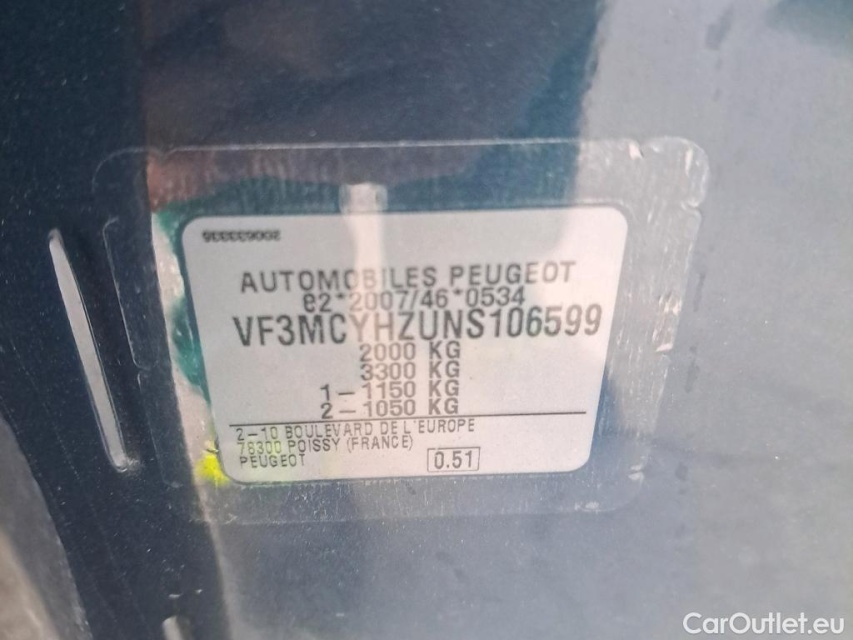 AUTOMOBILES PEUGEOT
e2*2007/46*0534
VF3MCYHZUNS106599
2000 KG
3300 KG
1-1150 KG
2-1050 KG
2-10 BOULEVARD DE L'EUROPE
78300 POISSY (FRANCE)
PEUGEOT
0.51
CarOutlet.eu